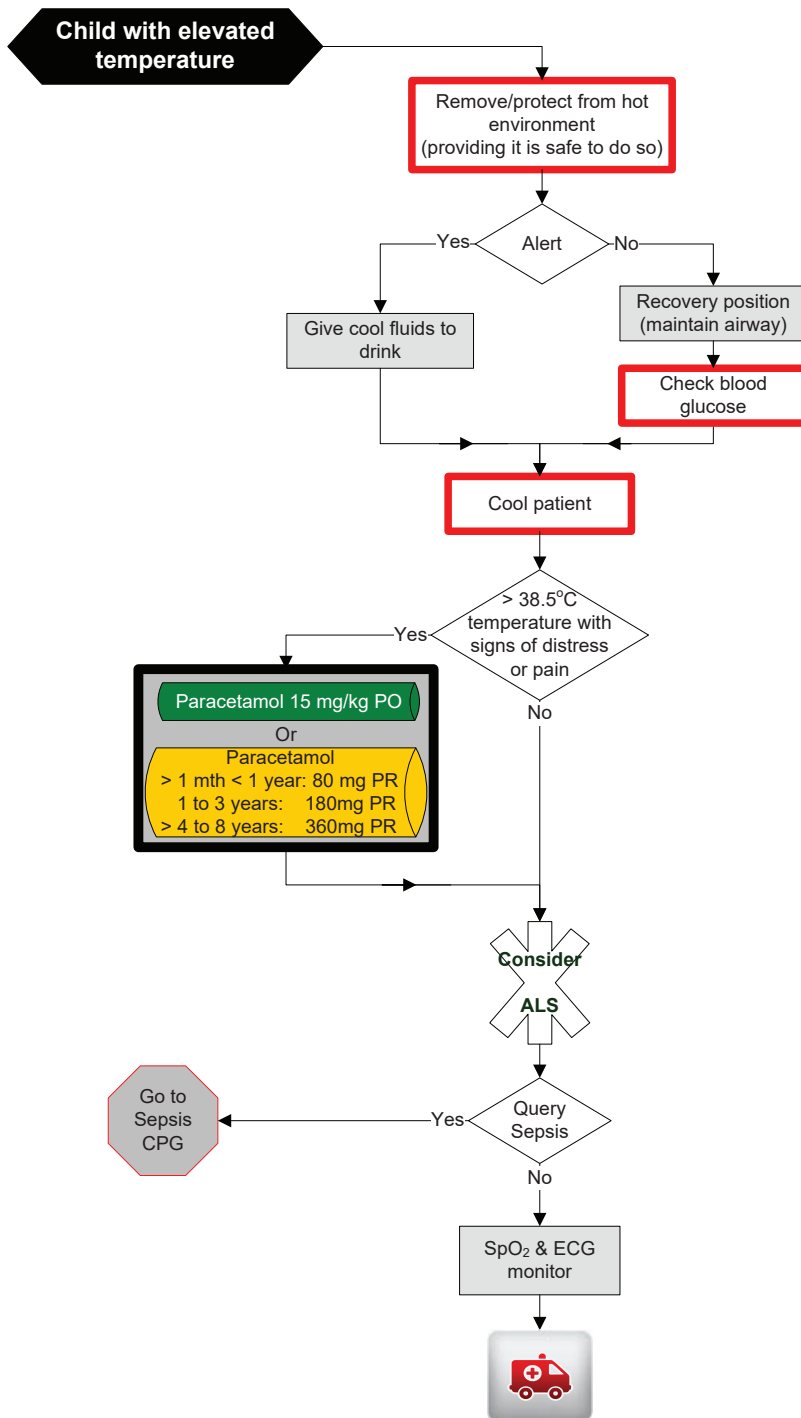 Child with elevated
temperature
Remove/protect from hot
environment
(providing it is safe to do so)
Alert
Yes
No
Give cool fluids to
drink
Recovery position
(maintain airway)
Check blood
glucose
Cool patient
> 38.5°C
temperature with
signs of distress
or pain
Yes
No
Paracetamol 15 mg/kg PO
Or
Paracetamol
> 1 mth < 1 year: 80 mg PR
1 to 3 years: 180mg PR
> 4 to 8 years: 360mg PR
Consider
ALS
Query
Sepsis
Yes
Go to
Sepsis
CPG
No
SpO₂ & ECG
monitor